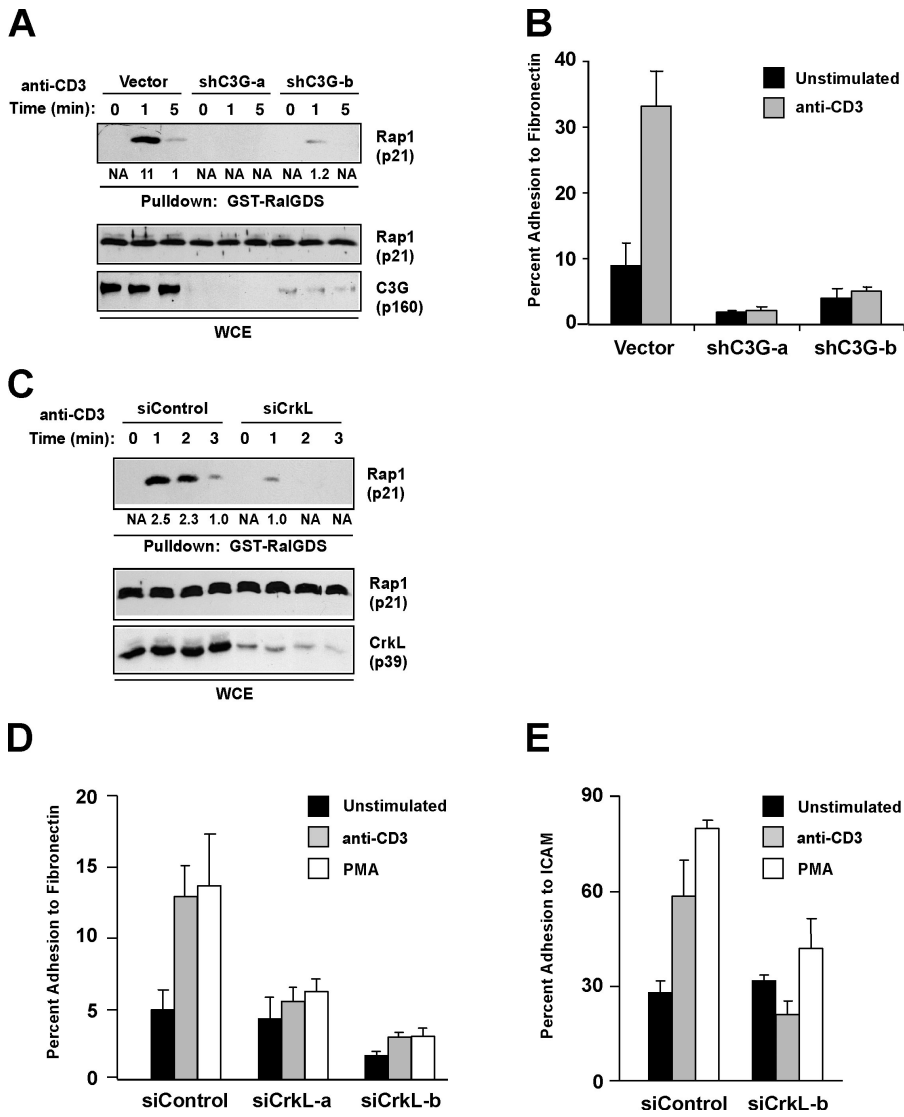 A
anti-CD3 Vector shC3G-a shC3G-b
Time (min): 0 1 5 0 1 5 0 1 5
Rap1
(p21)
NA 11 1 NA NA NA NA 1.2 NA
Pulldown: GST-RalGDS
Rap1
(p21)
C3G
(p160)
WCE
B
Percent Adhesion to Fibronectin
40
30
20
10
0
Unstimulated
anti-CD3
Vector shC3G-a shC3G-b
C
anti-CD3 siControl siCrkL
Time (min): 0 1 2 3 0 1 2 3
Rap1
(p21)
NA 2.5 2.3 1.0 NA 1.0 NA NA
Pulldown: GST-RalGDS
Rap1
(p21)
CrkL
(p39)
WCE
D
Percent Adhesion to Fibronectin
20
15
10
5
0
Unstimulated
anti-CD3
PMA
siControl siCrkL-a siCrkL-b
E
Percent Adhesion to ICAM
90
60
30
0
Unstimulated
anti-CD3
PMA
siControl siCrkL-b